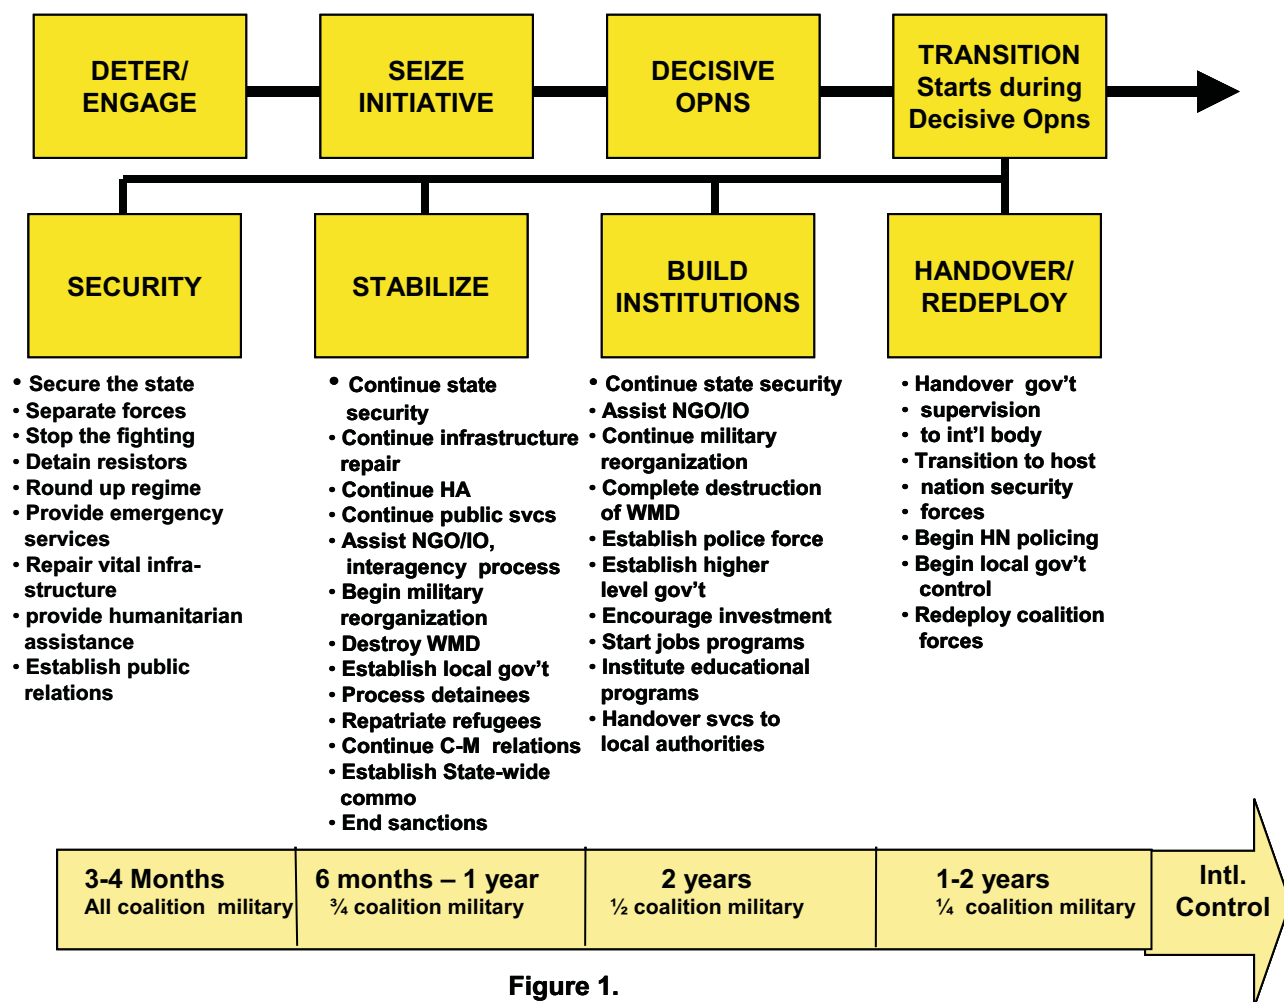 DETER/
ENGAGE
SEIZE
INITIATIVE
DECISIVE
OPNS
TRANSITION
Starts during
Decisive Opns
SECURITY
STABILIZE
BUILD
INSTITUTIONS
HANDOVER/
REDEPLOY
• Secure the state
• Separate forces
• Stop the fighting
• Detain resistors
• Round up regime
• Provide emergency
services
• Repair vital infra-
structure
• provide humanitarian
assistance
• Establish public
relations
• Continue state
security
• Continue infrastructure
repair
• Continue HA
• Continue public svcs
• Assist NGO/IO,
interagency process
• Begin military
reorganization
• Destroy WMD
• Establish local gov't
• Process detainees
• Repatriate refugees
• Continue C-M relations
• Establish State-wide
commo
• End sanctions
• Continue state security
• Assist NGO/IO
• Continue military
reorganization
• Complete destruction
of WMD
• Establish police force
• Establish higher
level gov't
• Encourage investment
• Start jobs programs
• Institute educational
programs
• Handover svcs to
local authorities
• Handover gov't
• supervision
• to int'l body
• Transition to host
• nation security
• forces
• Begin HN policing
• Begin local gov't
control
• Redeploy coalition
forces
3-4 Months
All coalition military
6 months – 1 year
¾ coalition military
2 years
½ coalition military
1-2 years
¼ coalition military
Intl.
Control
Figure 1.